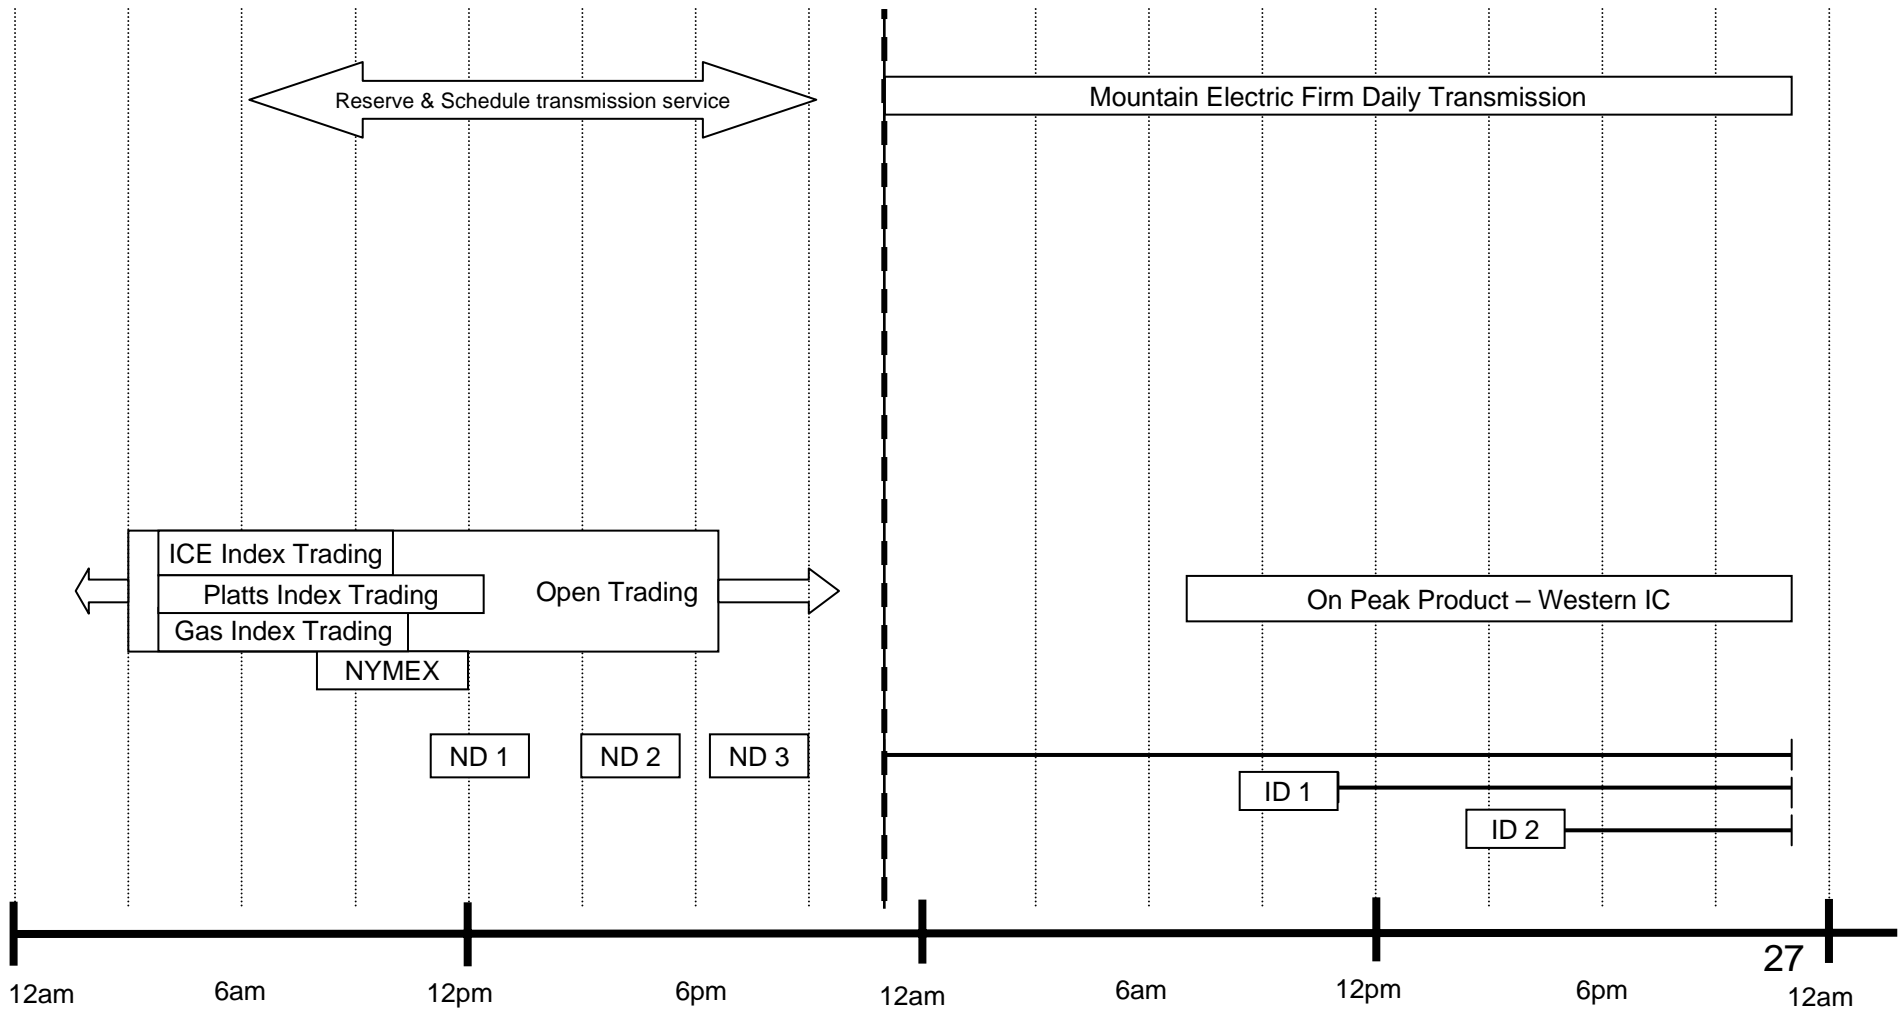 Reserve & Schedule transmission service
Mountain Electric Firm Daily Transmission
ICE Index Trading
Platts Index Trading
Open Trading
Gas Index Trading
NYMEX
On Peak Product – Western IC
ND 1
ND 2
ND 3
ID 1
ID 2
27
12am
6am
12pm
6pm
12am
6am
12pm
6pm
12am